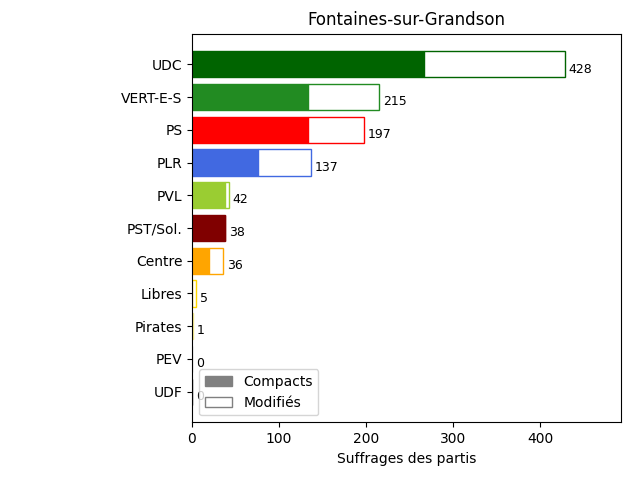 Fontaines-sur-Grandson
UDC 428
VERT-E-S 215
PS 197
PLR 137
PVL 42
PST/Sol. 38
Centre 36
Libres 5
Pirates 1
PEV 0
UDF 0
Compacts
Modifiés
0 100 200 300 400
Suffrages des partis